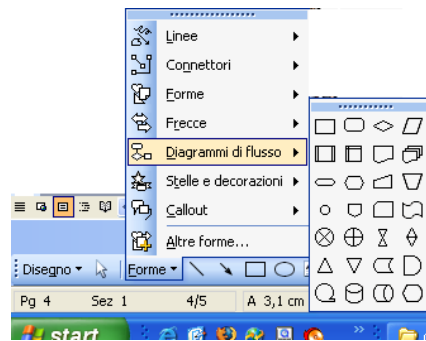 Linee
Connettori
Forme
Frecce
Diagrammi di flusso
Stelle e decorazioni
Callout
Altre forme...
Disegno
Forme
Pg 4 Sez 1 4/5 A 3,1 cm
start